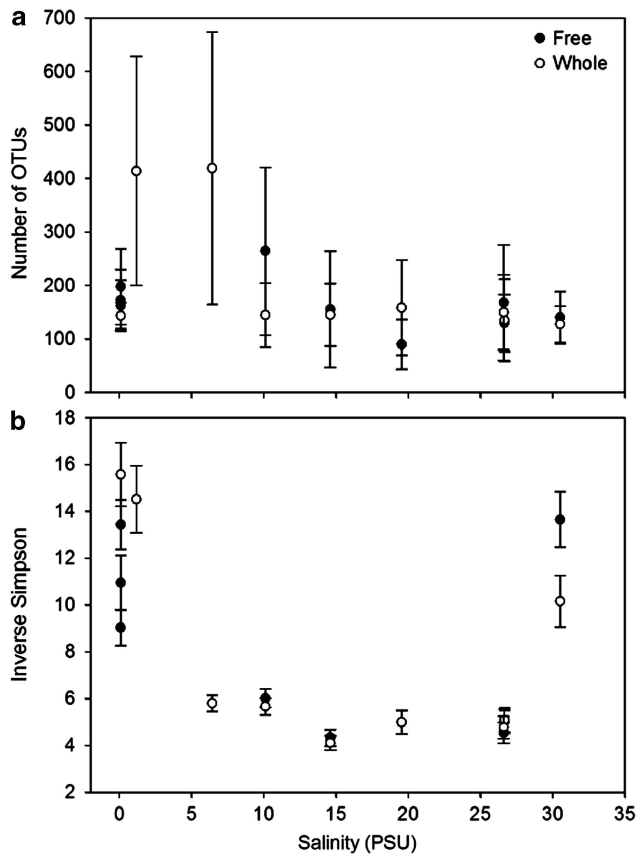 a
700
600
500
400
300
200
100
0
Number of OTUs
Free
Whole
b
18
16
14
12
10
8
6
4
2
Inverse Simpson
0 5 10 15 20 25 30 35
Salinity (PSU)